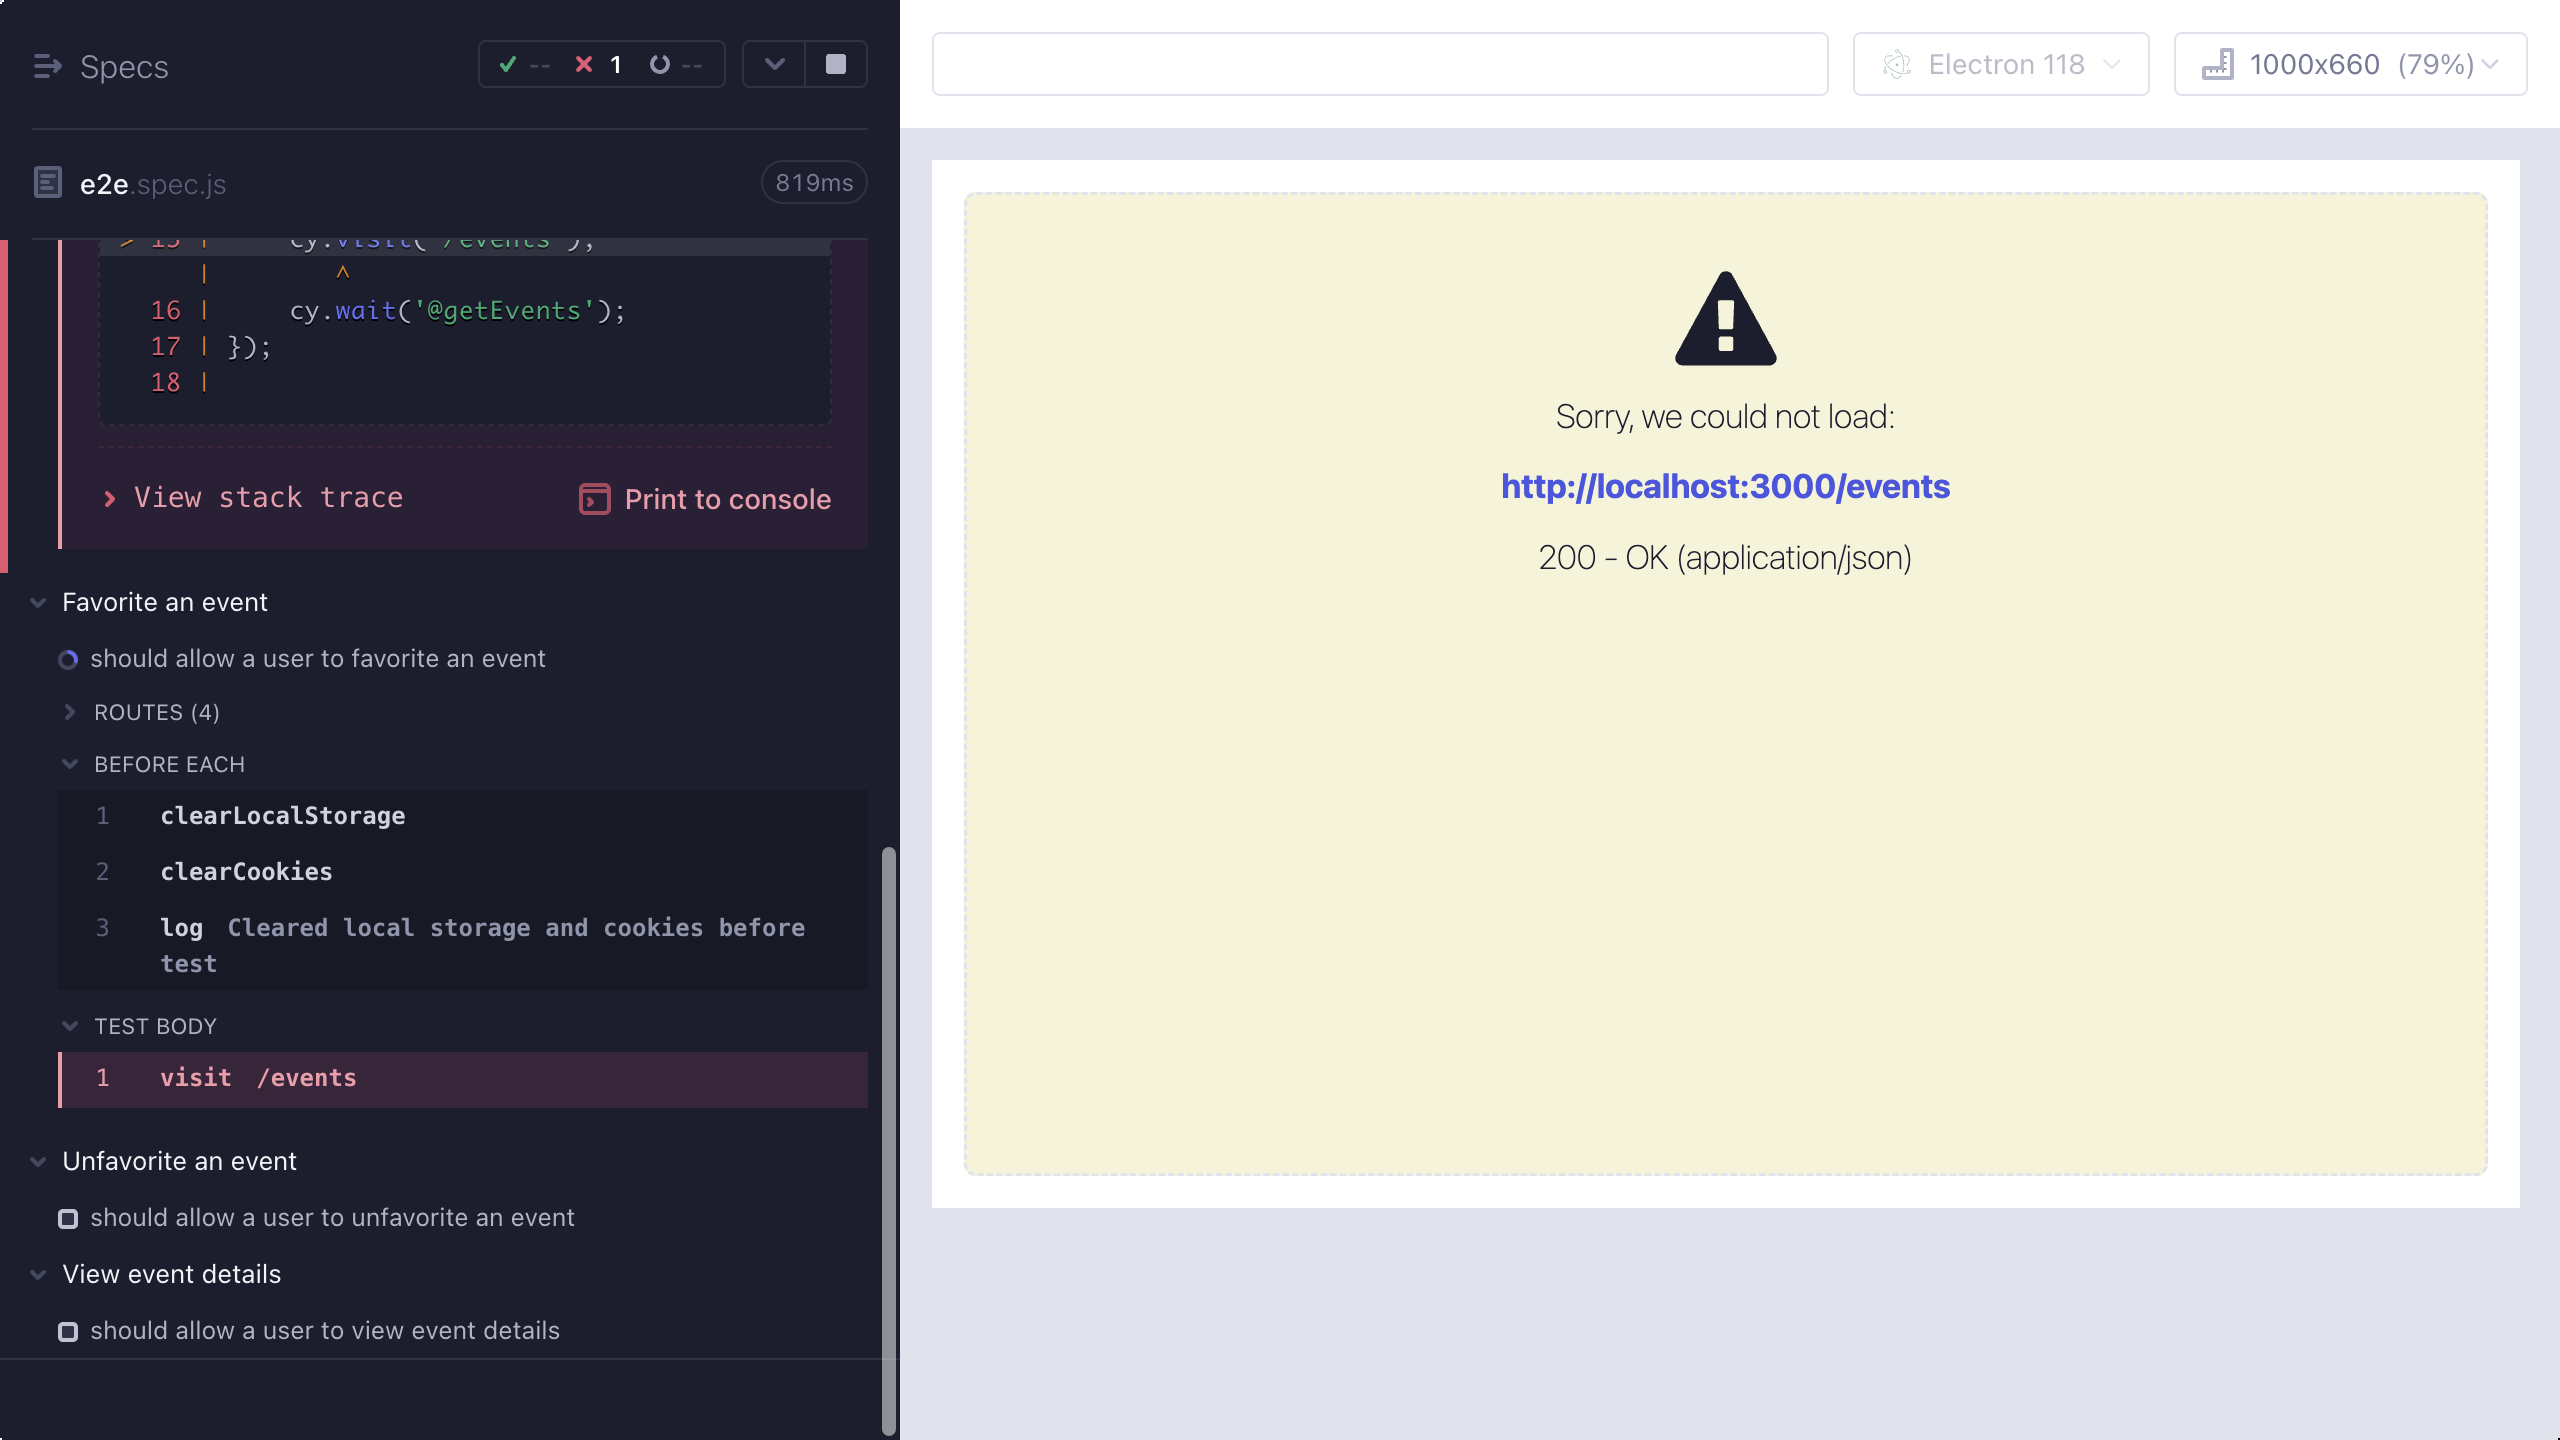 Specs
-- 1 --
e2e.spec.js
819ms
> 15 | cy.visit('/events');
| ^
16 | cy.wait('@getEvents');
17 | });
18 |
View stack trace
Print to console
Favorite an event
should allow a user to favorite an event
ROUTES (4)
BEFORE EACH
1 clearLocalStorage
2 clearCookies
3 log Cleared local storage and cookies before
test
TEST BODY
1 visit /events
Unfavorite an event
should allow a user to unfavorite an event
View event details
should allow a user to view event details
Electron 118
1000x660 (79%)
Sorry, we could not load:
http://localhost:3000/events
200 - OK (application/json)